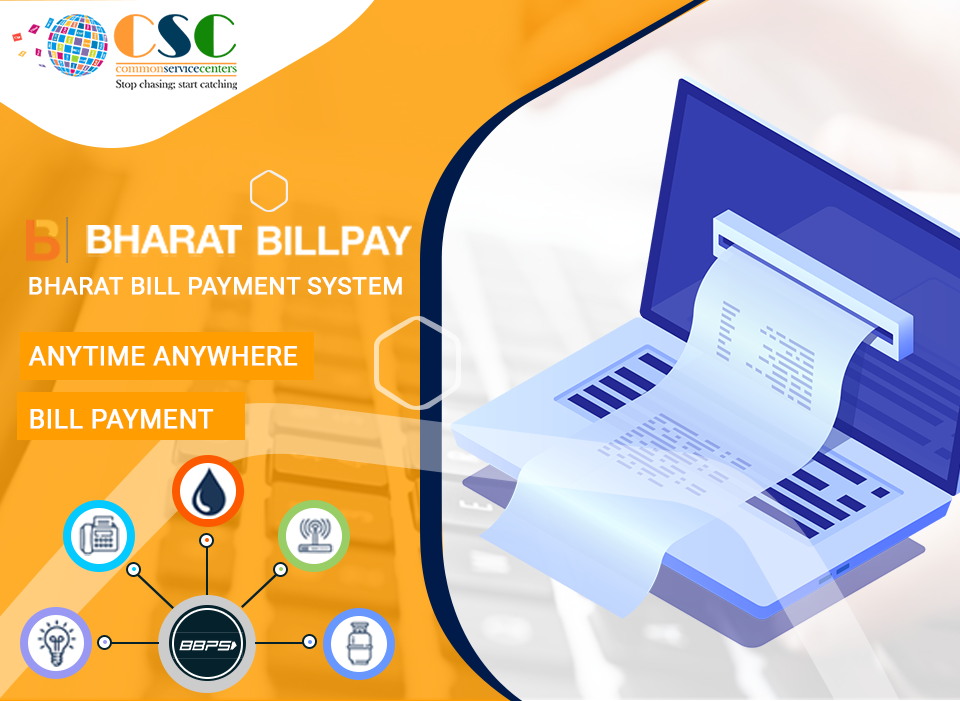 CSC
commonservicecenters
Stop chasing; start catching
B BHARAT BILLPAY
BHARAT BILL PAYMENT SYSTEM
ANYTIME ANYWHERE
BILL PAYMENT
BBPS